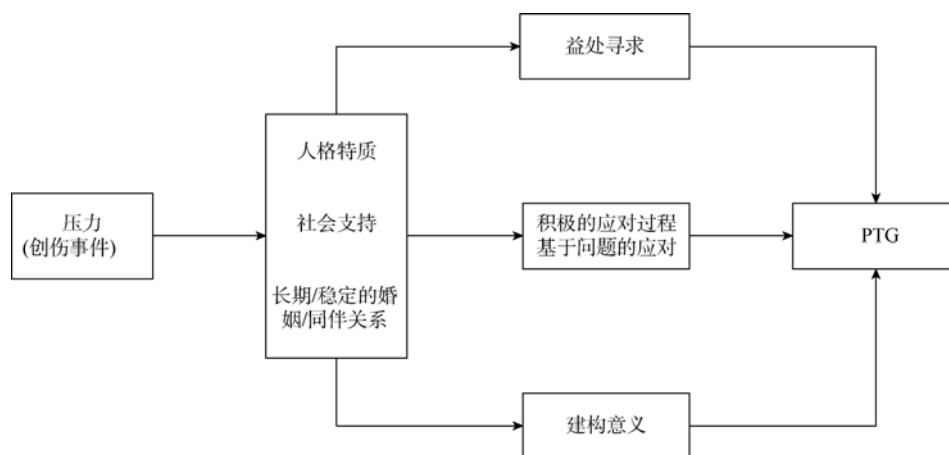 益处寻求
人格特质
社会支持
长期/稳定的婚
姻/同伴关系
压力
(创伤事件)
积极的应对过程
基于问题的应对
PTG
建构意义